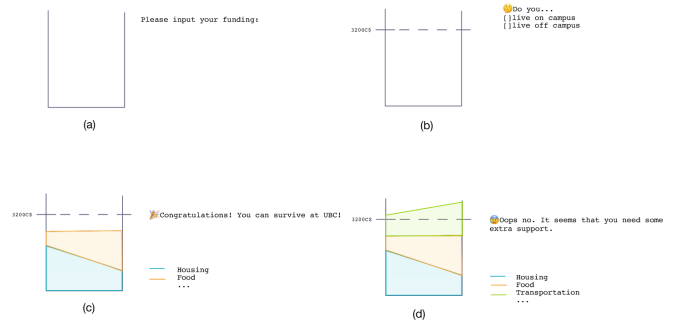 Please input your funding:
(a)
🤔Do you...
[]live on campus
[]live off campus
3200C$
(b)
3200C$
🎉Congratulations! You can survive at UBC!
Housing
Food
...
(c)
3200C$
😰Oops no. It seems that you need some
extra support.
Housing
Food
Transportation
...
(d)